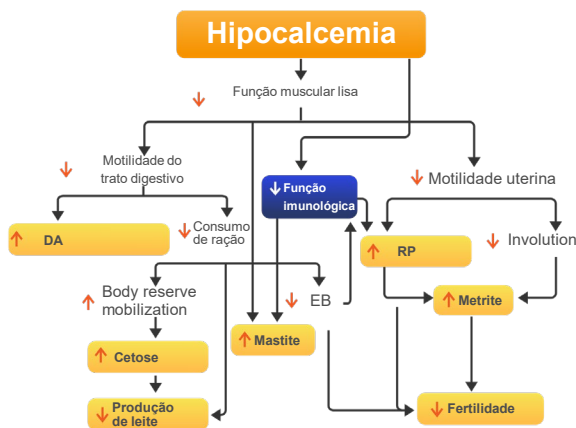 Hipocalcemia
Função muscular lisa
Motilidade do
trato digestivo
Função
imunológica
Motilidade uterina
DA
Consumo
de ração
RP
Involution
Body reserve
mobilization
EB
Metrite
Mastite
Cetose
Produção
de leite
Fertilidade